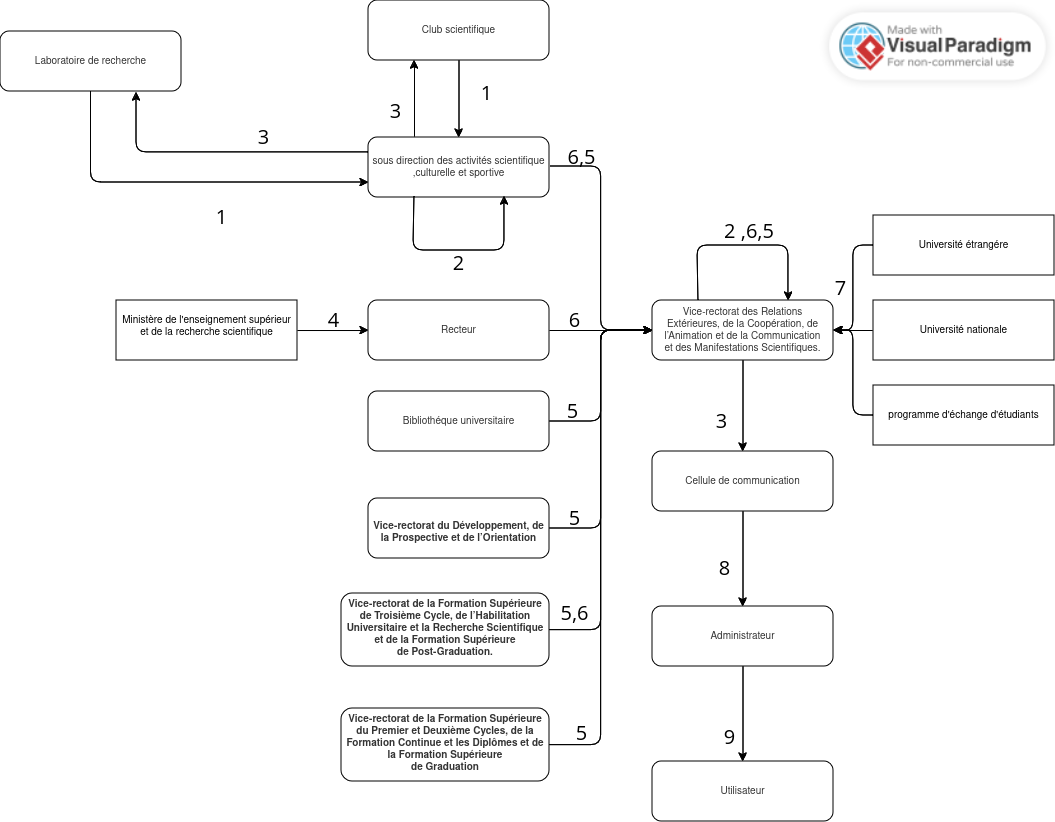 Club scientifique
Made with
Visual Paradigm
For non-commercial use
Laboratoire de recherche
3
1
3
1
sous direction des activités scientifique
,culturelle et sportive
6,5
2
2 ,6,5
Université étrangére
7
Ministère de l'enseignement supérieur
et de la recherche scientifique
4
Recteur
6
Vice-rectorat des Relations
Extérieures, de la Coopération, de
l'Animation et de la Communication
et des Manifestations Scientifiques.
Université nationale
Bibliothéque universitaire
5
3
programme d'échange d'étudiants
Cellule de communication
Vice-rectorat du Développement, de
la Prospective et de l'Orientation
5
8
Vice-rectorat de la Formation Supérieure
de Troisième Cycle, de l'Habilitation
Universitaire et la Recherche Scientifique
et de la Formation Supérieure
de Post-Graduation.
5,6
Administrateur
Vice-rectorat de la Formation Supérieure
du Premier et Deuxième Cycles, de la
Formation Continue et les Diplômes et de
la Formation Supérieure
de Graduation
5
9
Utilisateur